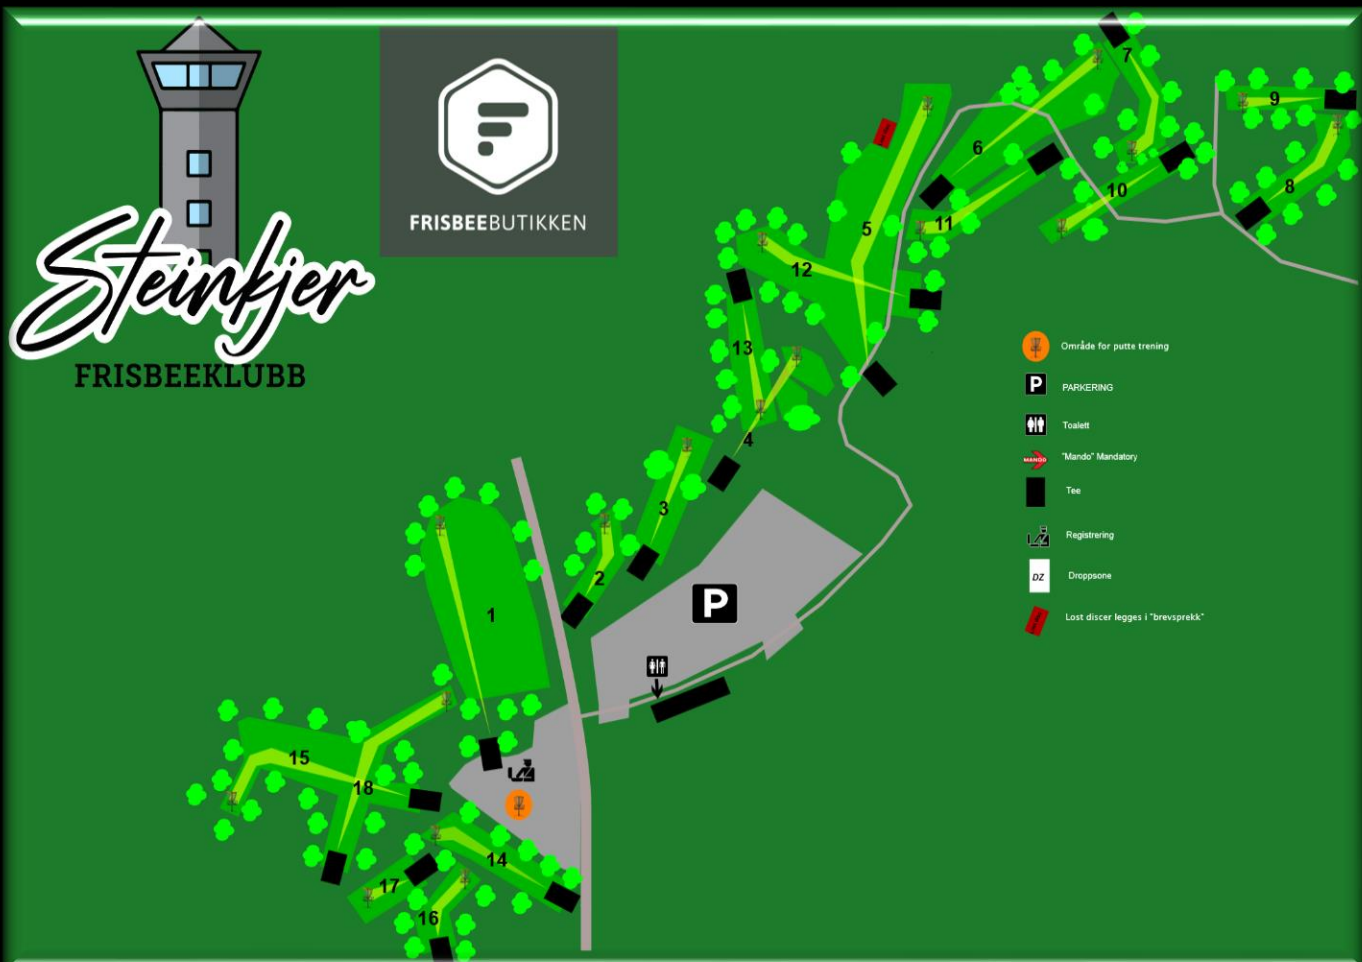 Steinkjer
FRISBEEKLUBB
FRISBEEBUTIKKEN
7
9
6
10
8
5
11
12
13
4
3
2
1
P
15
18
14
17
16
Område for putte trening
P PARKERING
Toalett
MANDO "Mando" Mandatory
Tee
Registrering
DZ Droppsone
Lost discer legges i "brevsprekk"